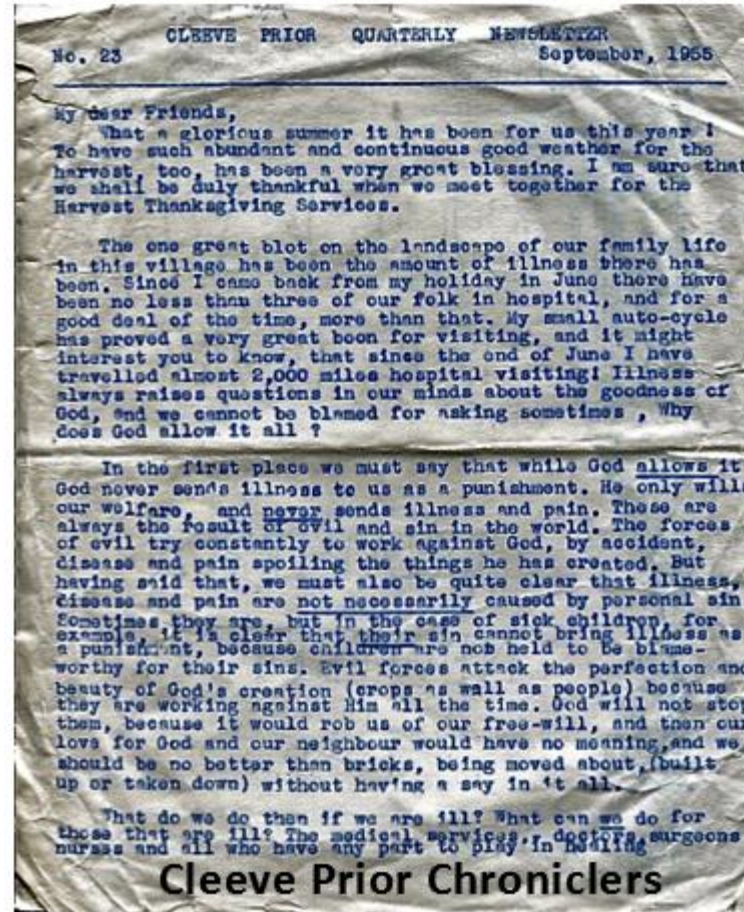 CLEEVE PRIOR QUARTERLY NEWSLETTER
No. 23 September, 1955
My dear Friends,
What a glorious summer it has been for us this year !
To have such abundant and continuous good weather for the
harvest, too, has been a very great blessing. I am sure that
we shall be duly thankful when we meet together for the
Harvest Thanksgiving Services.
The one great blot on the landscape of our family life
in this village has been the amount of illness there has
been. Since I came back from my holiday in June there have
been no less than three of our folk in hospital, and for a
good deal of the time, more than that. My small auto-cycle
has proved a very great boon for visiting, and it might
interest you to know, that since the end of June I have
travelled almost 2,000 miles hospital visiting! Illness
always raises questions in our minds about the goodness of
God, and we cannot be blamed for asking sometimes , Why
does God allow it all ?
In the first place we must say that while God allows it
God never sends illness to us as a punishment. He only wills
our welfare, and never sends illness and pain. These are
always the result of evil and sin in the world. The forces
of evil try constantly to work against God, by accident,
disease and pain spoiling the things he has created. But
having said that, we must also be quite clear that illness,
disease and pain are not necessarily caused by personal sin
Sometimes they are, but in the case of sick children, for
example, it is clear that their sin cannot bring illness as
a punishment, because children are not held to be blame-
worthy for their sins. Evil forces attack the perfection and
beauty of God's creation (crops as wall as people) because
they are working against Him all the time. God will not stop
them, because it would rob us of our free-will, and then our
love for God and our neighbour would have no meaning,and we
should be no better than bricks, being moved about,(built
up or taken down) without having a say in it all.
What do we do then if we are ill? What can we do for
those that are ill? The medical services, doctors, surgeons
nurses and all who have any part to play in healing
Cleeve Prior Chroniclers